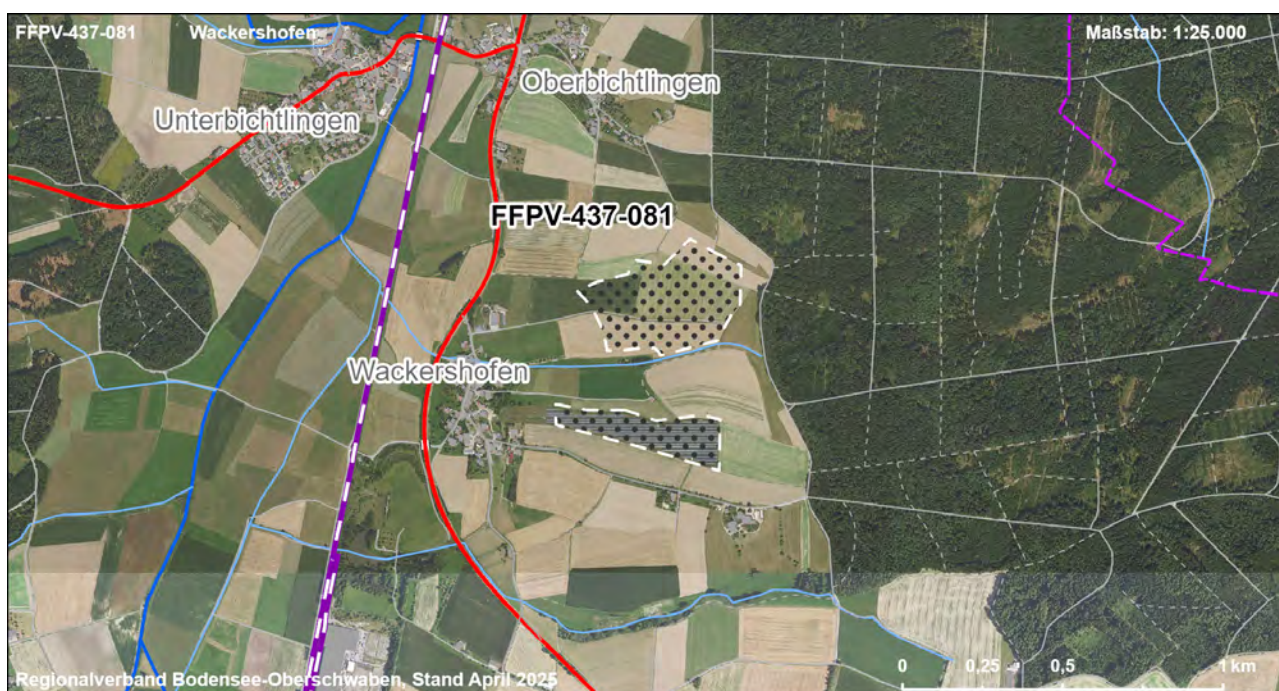 FFPV-437-081 Wackershofen Maßstab: 1:25.000
Oberbichtlingen
Unterbichtlingen
FFPV-437-081
Wackershofen
Regionalverband Bodensee-Oberschwaben, Stand April 2025
0 0,25 0,5 1 km